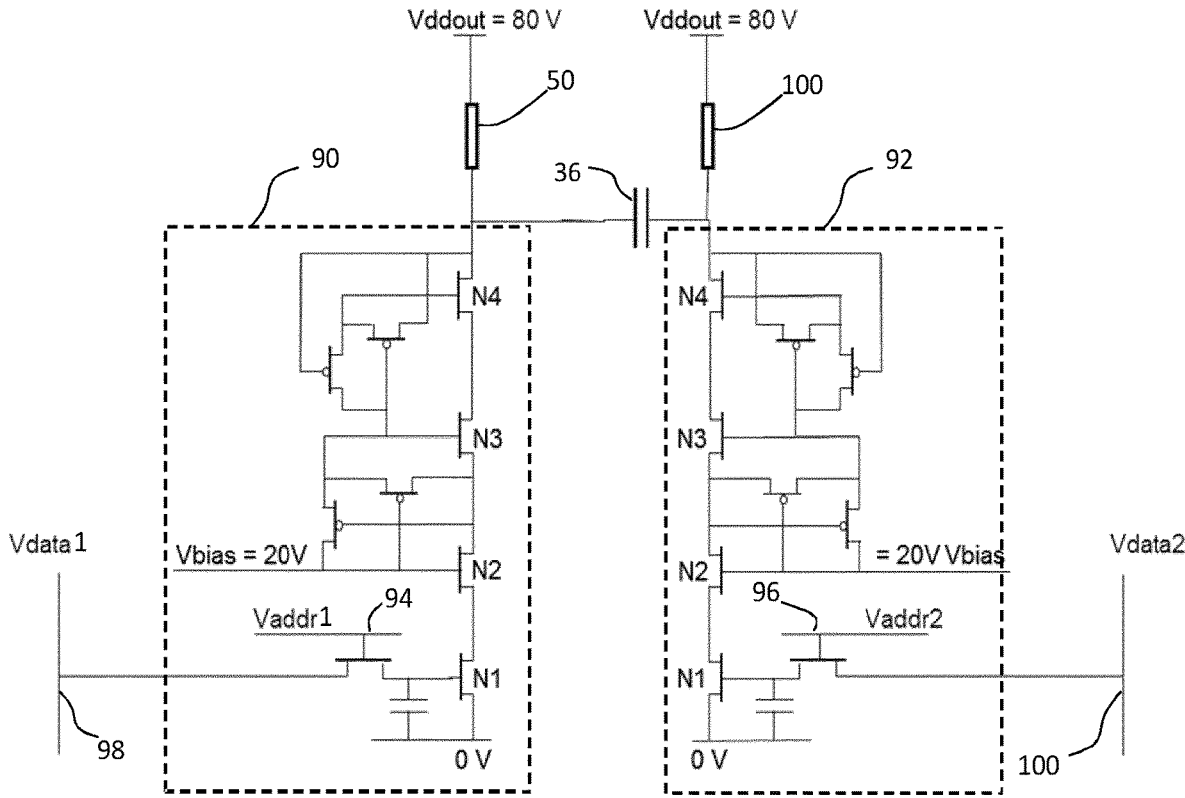 Vddout = 80 V
Vddout = 80 V
50
100
90
36
92
N4
N4
N3
N3
Vdata1
Vbias = 20V
N2
N2
= 20V Vbias
Vdata2
94
96
Vaddr1
Vaddr2
N1
N1
98
0 V
0 V
100